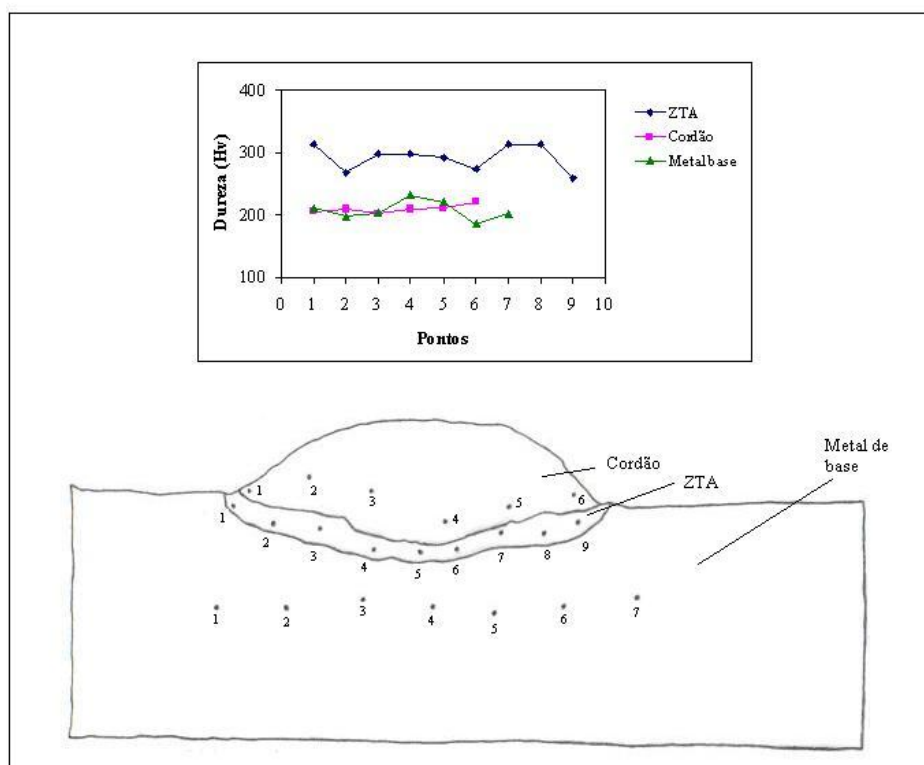 400
300
200
100
Dureza (Hv)
0 1 2 3 4 5 6 7 8 9 10
Pontos
ZTA
Cordão
Metal base
Metal de
base
Cordão
ZTA
1 2 3 4 5 6
1 2 3 4 5 6 7 8 9
1 2 3 4 5 6 7